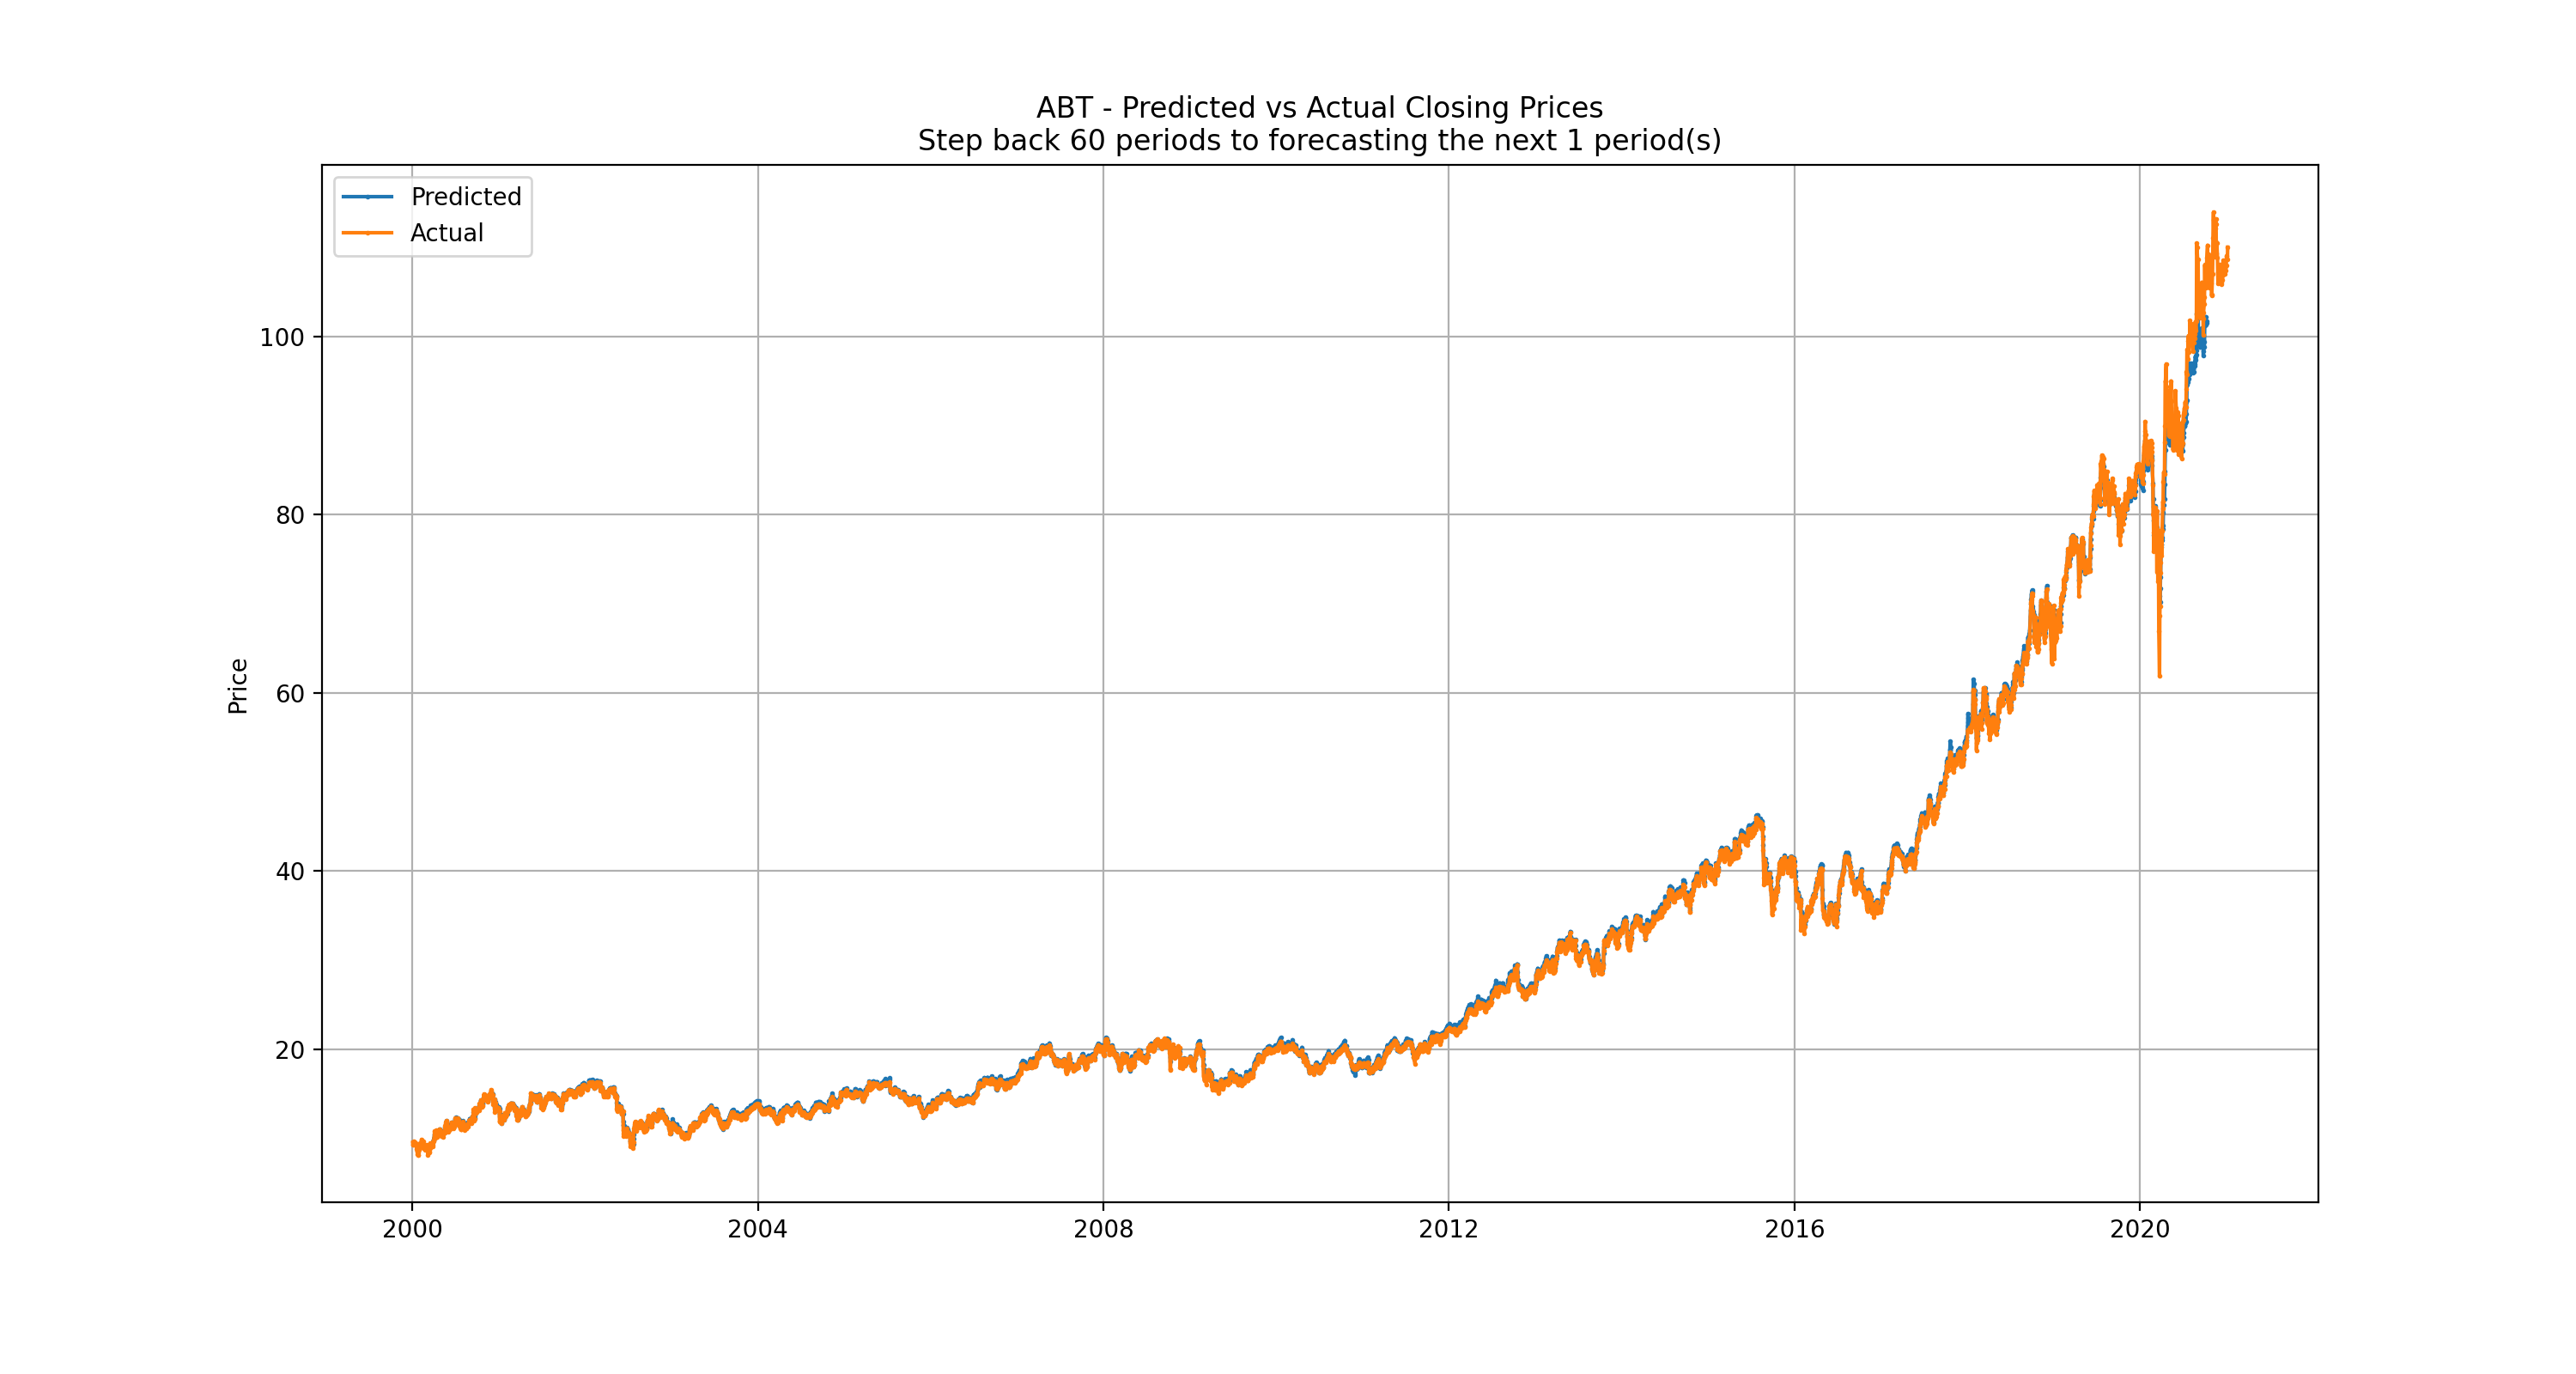 ABT - Predicted vs Actual Closing Prices
Step back 60 periods to forecasting the next 1 period(s)
Predicted
Actual
100
80
60
40
20
Price
2000 2004 2008 2012 2016 2020